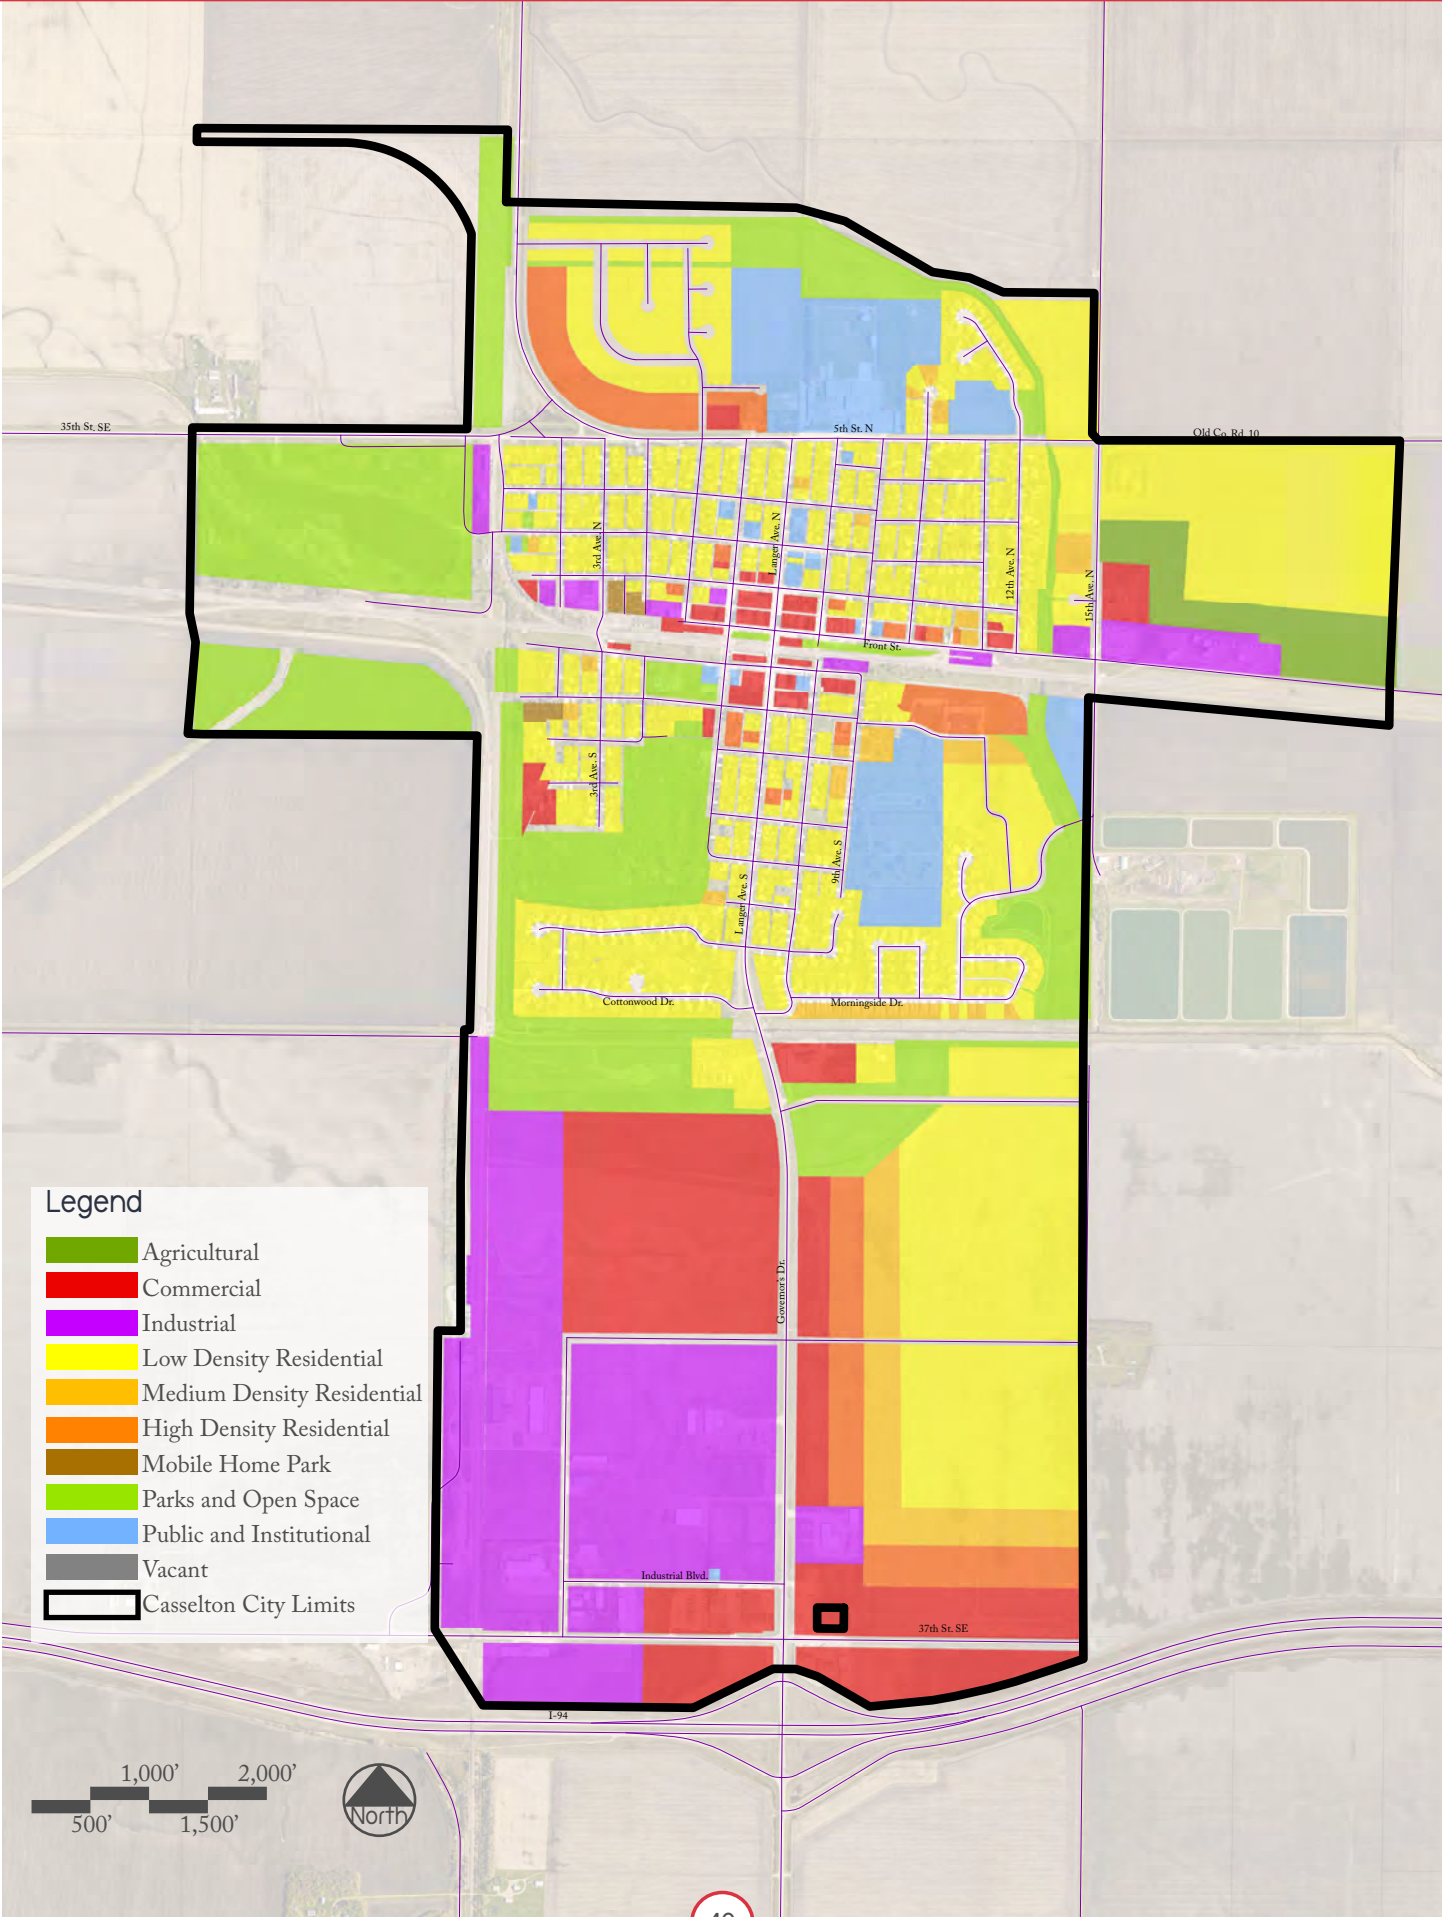 35th St. SE
5th St. N
Old Co. Rd. 10
3rd Ave. N
Langer Ave. N
12th Ave. N
15th Ave. N
Front St.
3rd Ave. S
9th Ave. S
Langer Ave. S
Cottonwood Dr.
Morningside Dr.
Governor's Dr.
Industrial Blvd.
37th St. SE
I-94
Legend
Agricultural
Commercial
Industrial
Low Density Residential
Medium Density Residential
High Density Residential
Mobile Home Park
Parks and Open Space
Public and Institutional
Vacant
Casselton City Limits
1,000' 2,000'
500' 1,500'
North